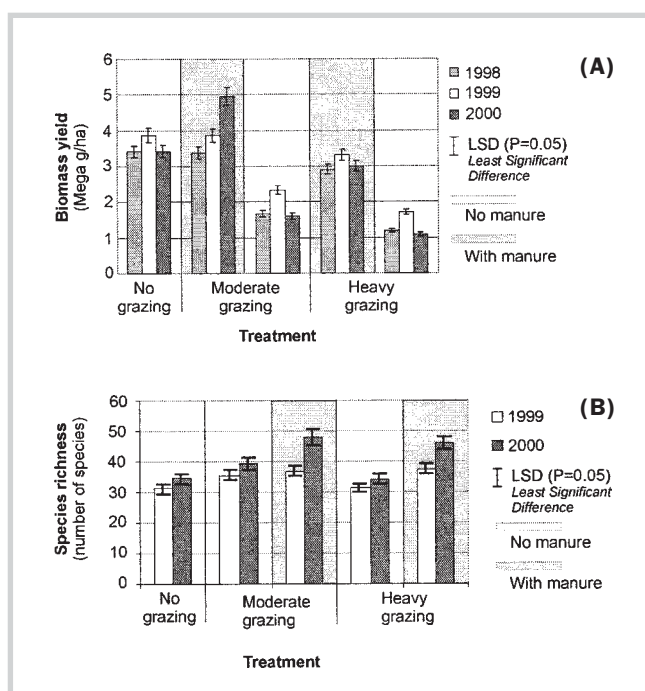 (A)
6
5
4
3
2
1
0
Biomass yield
(Mega g/ha)
No
grazing
Moderate
grazing
Heavy
grazing
Treatment
1998
1999
2000
LSD (P=0.05)
Least Significant
Difference
No manure
With manure
(B)
60
50
40
30
20
10
0
Species richness
(number of species)
No
grazing
Moderate
grazing
Heavy
grazing
Treatment
1999
2000
LSD (P=0.05)
Least Significant
Difference
No manure
With manure